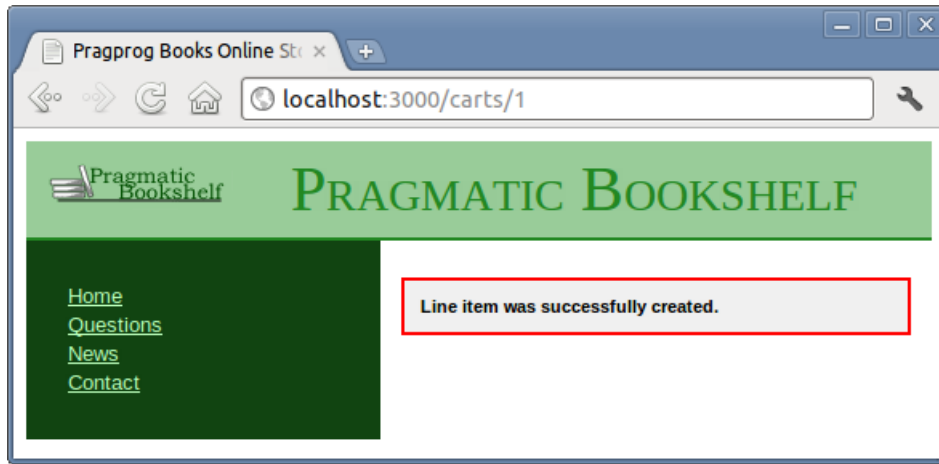 Pragprog Books Online Sto
localhost:3000/carts/1
Pragmatic
Bookshelf
PRAGMATIC BOOKSHELF
Home
Questions
News
Contact
Line item was successfully created.